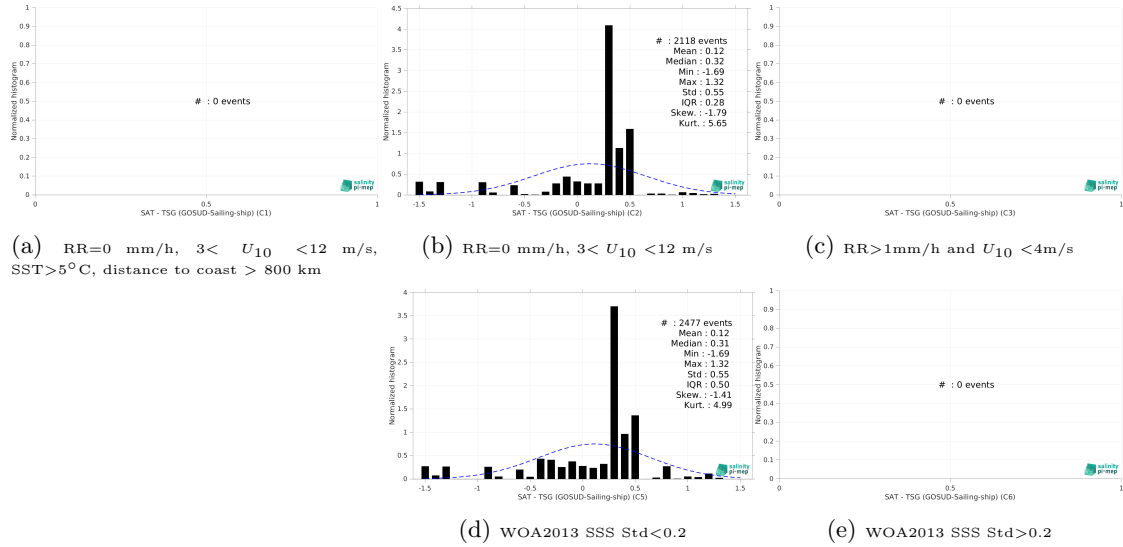 1
0.9
0.8
0.7
0.6
0.5
0.4
0.3
0.2
0.1
0
Normalized histogram
# : 0 events
salinity
pi-mep
0 0.5 1
SAT - TSG (GOSUD-Sailing-ship) (C1)
4.5
4
3.5
3
2.5
2
1.5
1
0.5
0
Normalized histogram
# : 2118 events
Mean : 0.12
Median : 0.32
Min : -1.69
Max : 1.32
Std : 0.55
IQR : 0.28
Skew. : -1.79
Kurt. : 5.65
salinity
pi-mep
-1.5 -1 -0.5 0 0.5 1 1.5
SAT - TSG (GOSUD-Sailing-ship) (C2)
1
0.9
0.8
0.7
0.6
0.5
0.4
0.3
0.2
0.1
0
Normalized histogram
# : 0 events
salinity
pi-mep
0 0.5 1
SAT - TSG (GOSUD-Sailing-ship) (C3)
(a) RR=0 mm/h, 3< U10 <12 m/s,
SST>5°C, distance to coast > 800 km
(b) RR=0 mm/h, 3< U10 <12 m/s
(c) RR>1mm/h and U10 <4m/s
4
3.5
3
2.5
2
1.5
1
0.5
0
Normalized histogram
# : 2477 events
Mean : 0.12
Median : 0.31
Min : -1.69
Max : 1.32
Std : 0.55
IQR : 0.50
Skew. : -1.41
Kurt. : 4.99
salinity
pi-mep
-1.5 -1 -0.5 0 0.5 1 1.5
SAT - TSG (GOSUD-Sailing-ship) (C5)
1
0.9
0.8
0.7
0.6
0.5
0.4
0.3
0.2
0.1
0
Normalized histogram
# : 0 events
salinity
pi-mep
0 0.5 1
SAT - TSG (GOSUD-Sailing-ship) (C6)
(d) WOA2013 SSS Std<0.2
(e) WOA2013 SSS Std>0.2